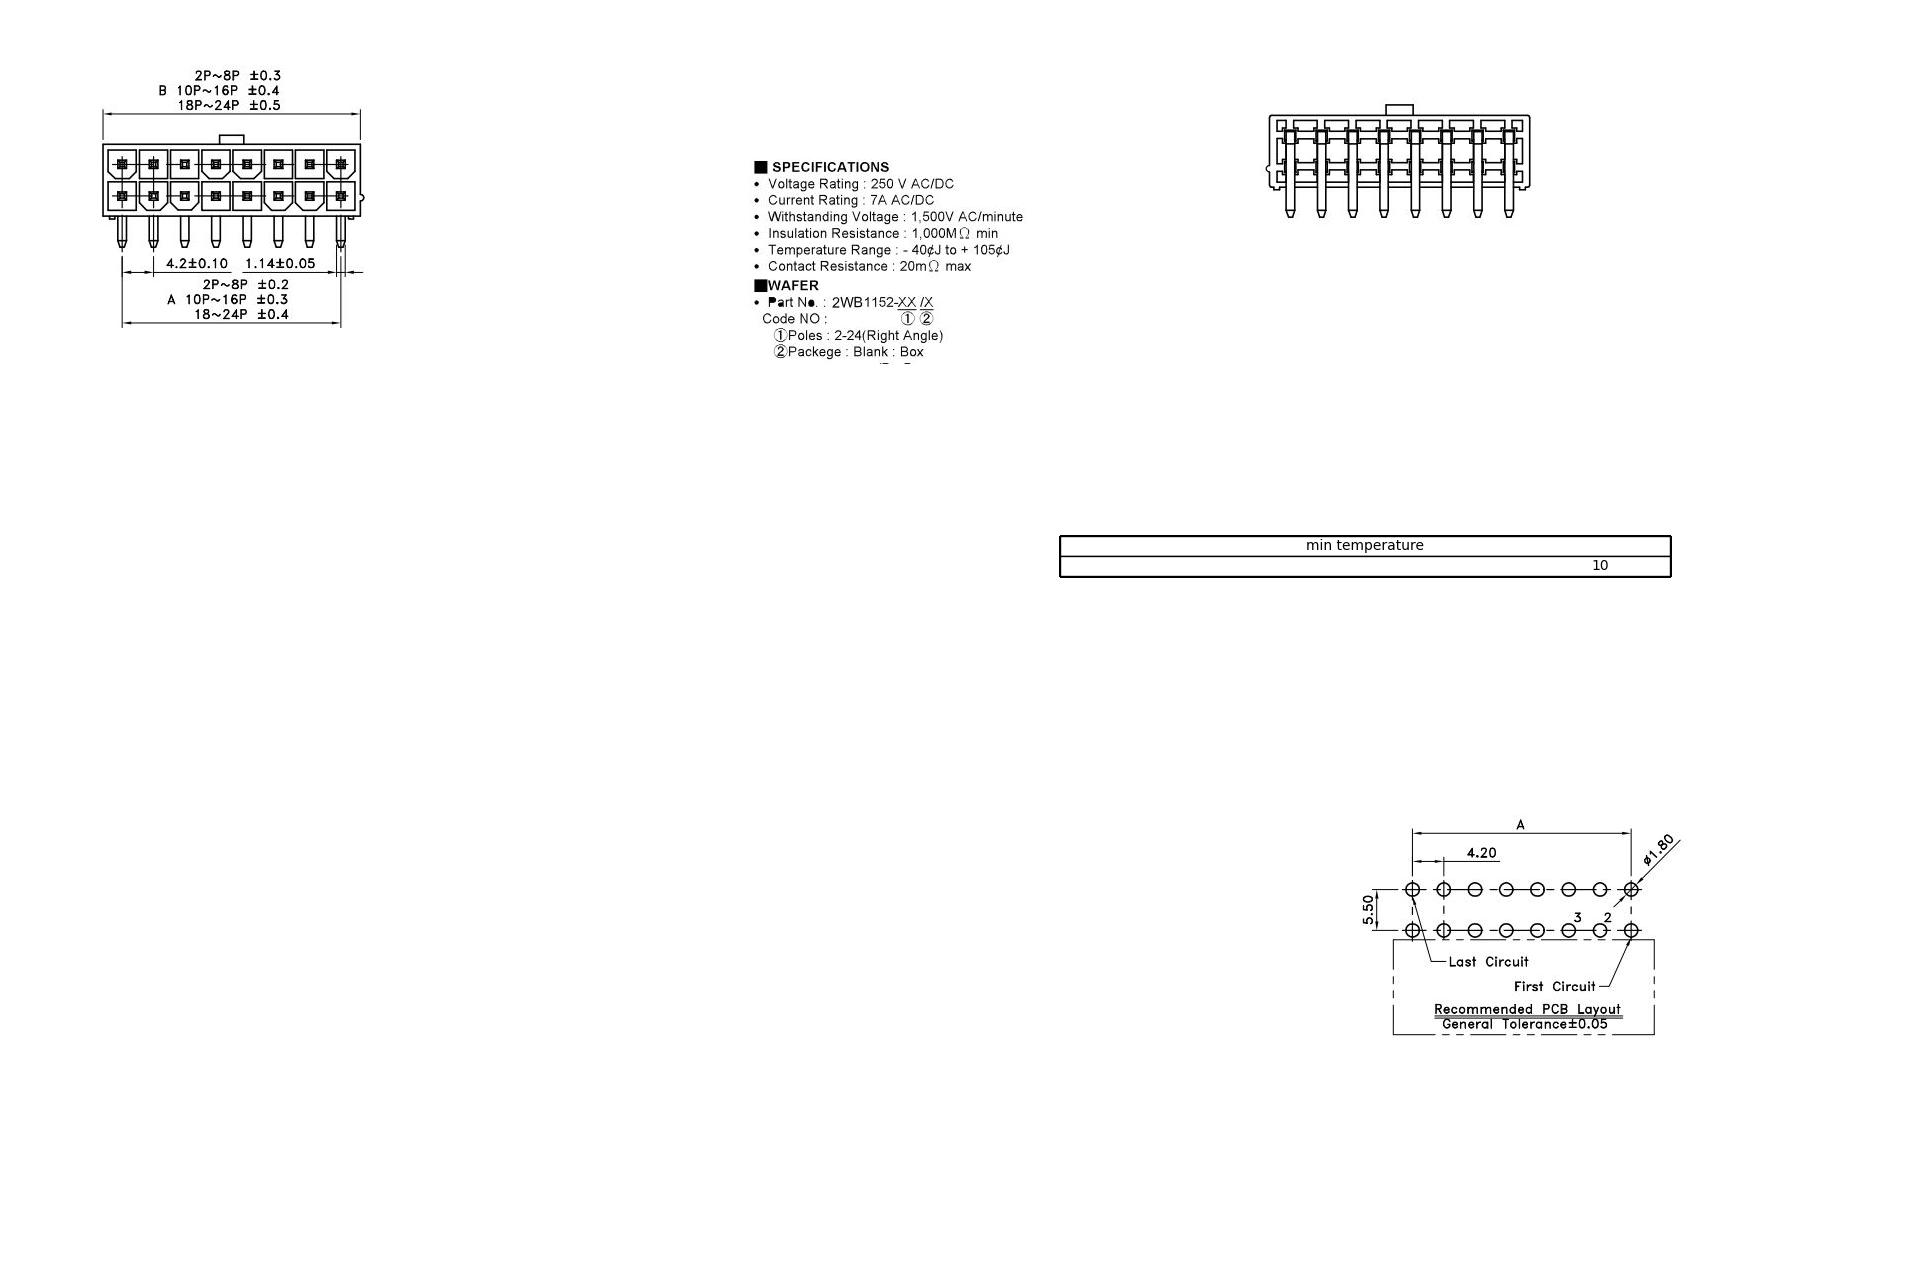 2P~8P ±0.3
B 10P~16P ±0.4
18P~24P ±0.5
4.2±0.10 1.14±0.05
2P~8P ±0.2
A 10P~16P ±0.3
18~24P ±0.4
■ SPECIFICATIONS
• Voltage Rating : 250 V AC/DC
• Current Rating : 7A AC/DC
• Withstanding Voltage : 1,500V AC/minute
• Insulation Resistance : 1,000MΩ min
• Temperature Range : - 40¢J to + 105¢J
• Contact Resistance : 20mΩ max
■WAFER
• Part No. : 2WB1152-XX /X
Code NO : ① ②
①Poles : 2-24(Right Angle)
②Packege : Blank : Box
min temperature
10
A
4.20
ø1.80
5.50
3 2
Last Circuit
First Circuit
Recommended PCB Layout
General Tolerance±0.05